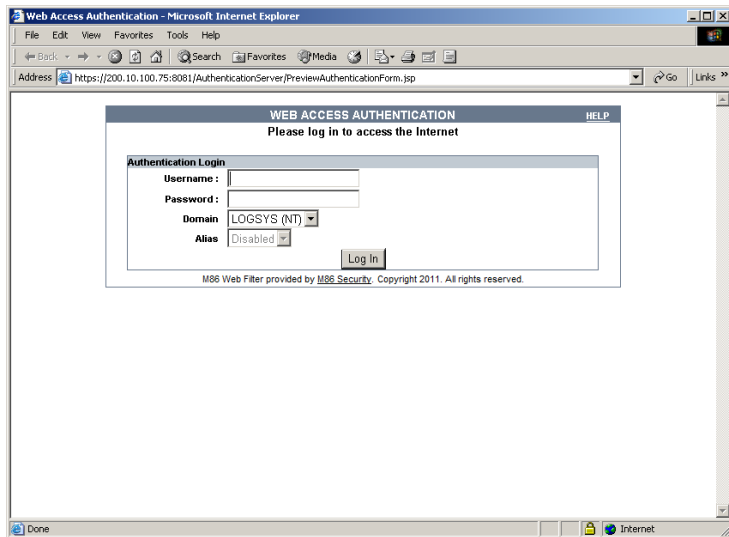 Web Access Authentication - Microsoft Internet Explorer
File Edit View Favorites Tools Help
Back Search Favorites Media
Address https://200.10.100.75:8081/AuthenticationServer/PreviewAuthenticationForm.jsp Go Links »
WEB ACCESS AUTHENTICATION HELP
Please log in to access the Internet
Authentication Login
Username :
Password :
Domain LOGSYS (NT)
Alias Disabled
Log In
M86 Web Filter provided by M86 Security. Copyright 2011. All rights reserved.
Done Internet